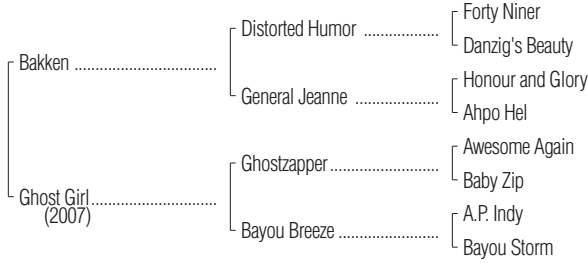 Forty Niner
Distorted Humor ..................
Danzig's Beauty
Bakken ..................................
Honour and Glory
General Jeanne ....................
Ahpo Hel
Awesome Again
Ghostzapper..........................
Baby Zip
Ghost Girl..............................
(2007)
A.P. Indy
Bayou Breeze ........................
Bayou Storm